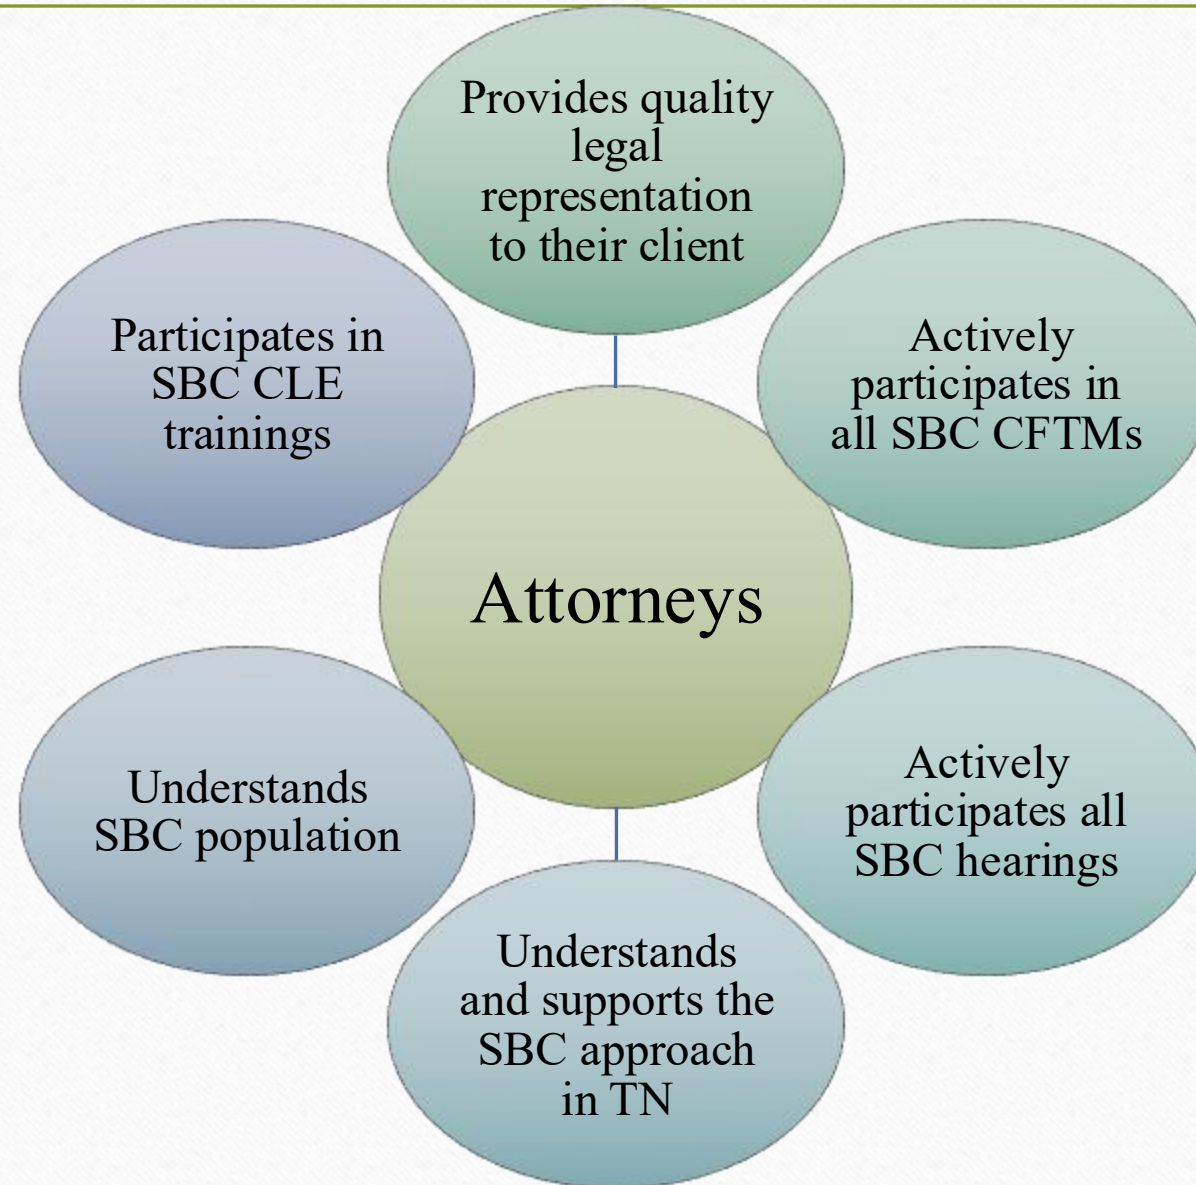 Provides quality
legal
representation
to their client
Actively
participates in
all SBC CFTMs
Actively
participates all
SBC hearings
Understands
and supports the
SBC approach
in TN
Understands
SBC population
Participates in
SBC CLE
trainings
Attorneys